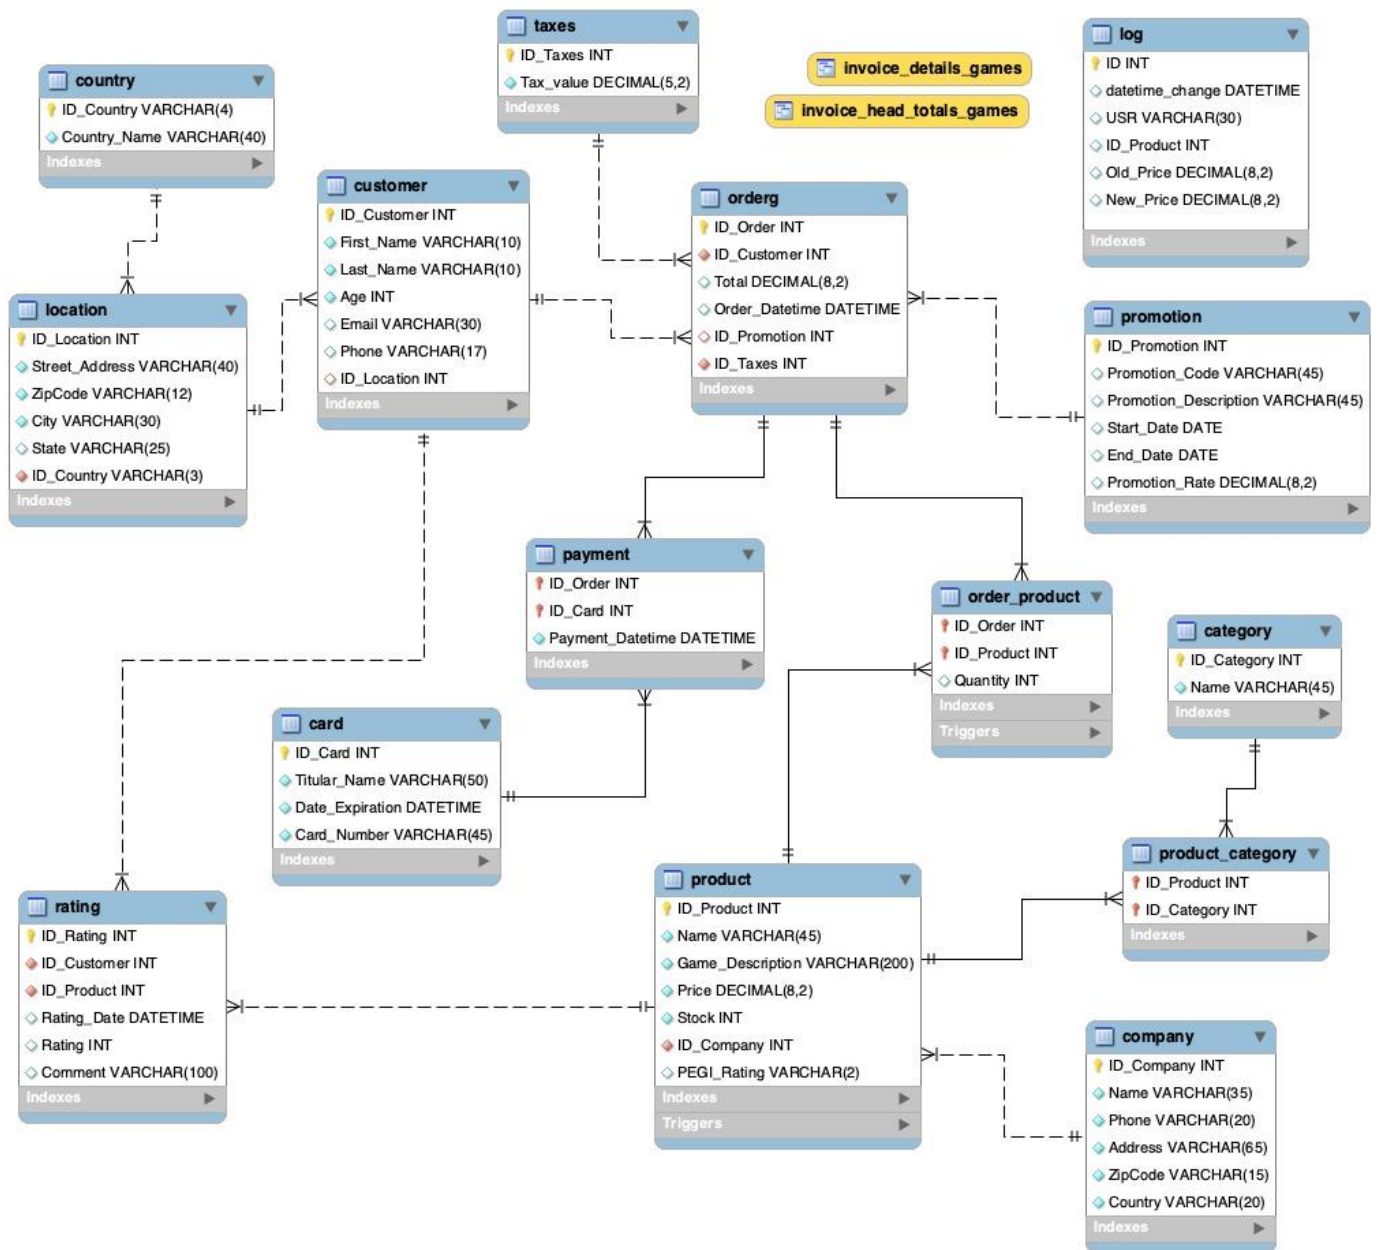 taxes
ID_Taxes INT
Tax_value DECIMAL(5,2)
Indexes
invoice_details_games
invoice_head_totals_games
log
ID INT
datetime_change DATETIME
USR VARCHAR(30)
ID_Product INT
Old_Price DECIMAL(8,2)
New_Price DECIMAL(8,2)
Indexes
country
ID_Country VARCHAR(4)
Country_Name VARCHAR(40)
Indexes
customer
ID_Customer INT
First_Name VARCHAR(10)
Last_Name VARCHAR(10)
Age INT
Email VARCHAR(30)
Phone VARCHAR(17)
ID_Location INT
Indexes
orderg
ID_Order INT
ID_Customer INT
Total DECIMAL(8,2)
Order_Datetime DATETIME
ID_Promotion INT
ID_Taxes INT
Indexes
location
ID_Location INT
Street_Address VARCHAR(40)
ZipCode VARCHAR(12)
City VARCHAR(30)
State VARCHAR(25)
ID_Country VARCHAR(3)
Indexes
promotion
ID_Promotion INT
Promotion_Code VARCHAR(45)
Promotion_Description VARCHAR(45)
Start_Date DATE
End_Date DATE
Promotion_Rate DECIMAL(8,2)
Indexes
payment
ID_Order INT
ID_Card INT
Payment_Datetime DATETIME
Indexes
order_product
ID_Order INT
ID_Product INT
Quantity INT
Indexes
Triggers
category
ID_Category INT
Name VARCHAR(45)
Indexes
card
ID_Card INT
Titular_Name VARCHAR(50)
Date_Expiration DATETIME
Card_Number VARCHAR(45)
Indexes
product_category
ID_Product INT
ID_Category INT
Indexes
rating
ID_Rating INT
ID_Customer INT
ID_Product INT
Rating_Date DATETIME
Rating INT
Comment VARCHAR(100)
Indexes
product
ID_Product INT
Name VARCHAR(45)
Game_Description VARCHAR(200)
Price DECIMAL(8,2)
Stock INT
ID_Company INT
PEGI_Rating VARCHAR(2)
Indexes
Triggers
company
ID_Company INT
Name VARCHAR(35)
Phone VARCHAR(20)
Address VARCHAR(65)
ZipCode VARCHAR(15)
Country VARCHAR(20)
Indexes